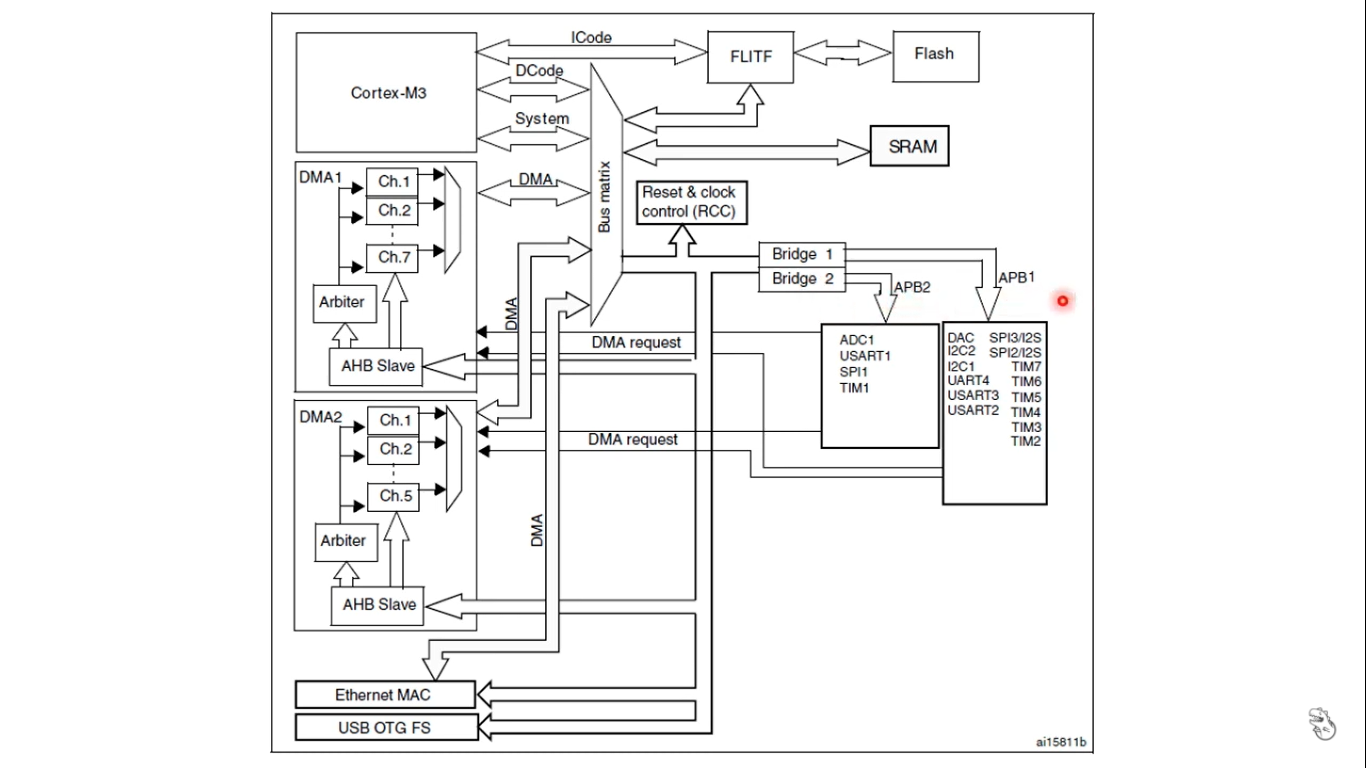 ICode
FLITF
Flash
Cortex-M3
DCode
System
SRAM
DMA1
Ch.1
Ch.2
Ch.7
Arbiter
AHB Slave
DMA
Bus matrix
Reset & clock
control (RCC)
Bridge 1
Bridge 2
APB2
APB1
DMA
DMA request
ADC1
USART1
SPI1
TIM1
DAC SPI3/I2S
I2C2 SPI2/I2S
I2C1 TIM7
UART4 TIM6
USART3 TIM5
USART2 TIM4
TIM3
TIM2
DMA2
Ch.1
Ch.2
Ch.5
Arbiter
AHB Slave
DMA request
DMA
Ethernet MAC
USB OTG FS
ai15811b